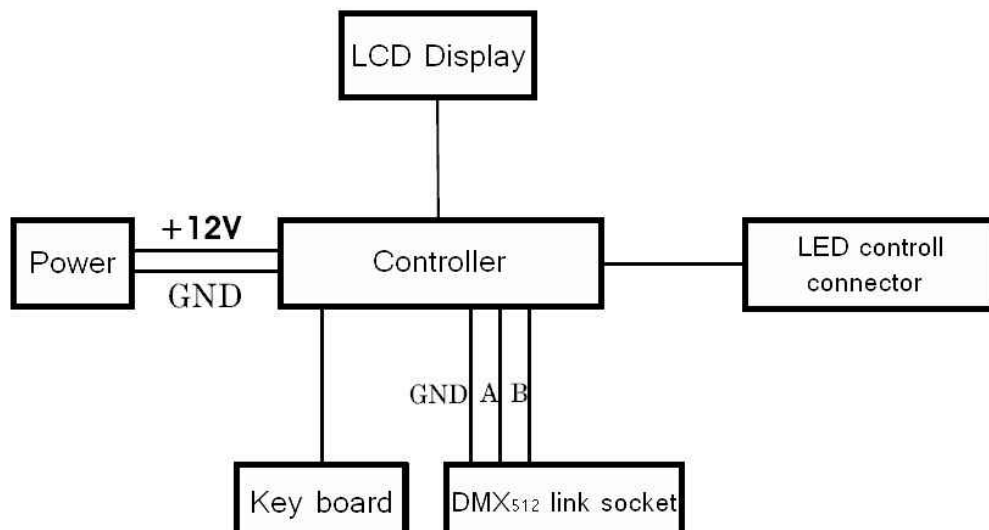 LCD Display
+12V
Power
GND
Controller
LED controll
connector
GND A B
Key board
DMX512 link socket